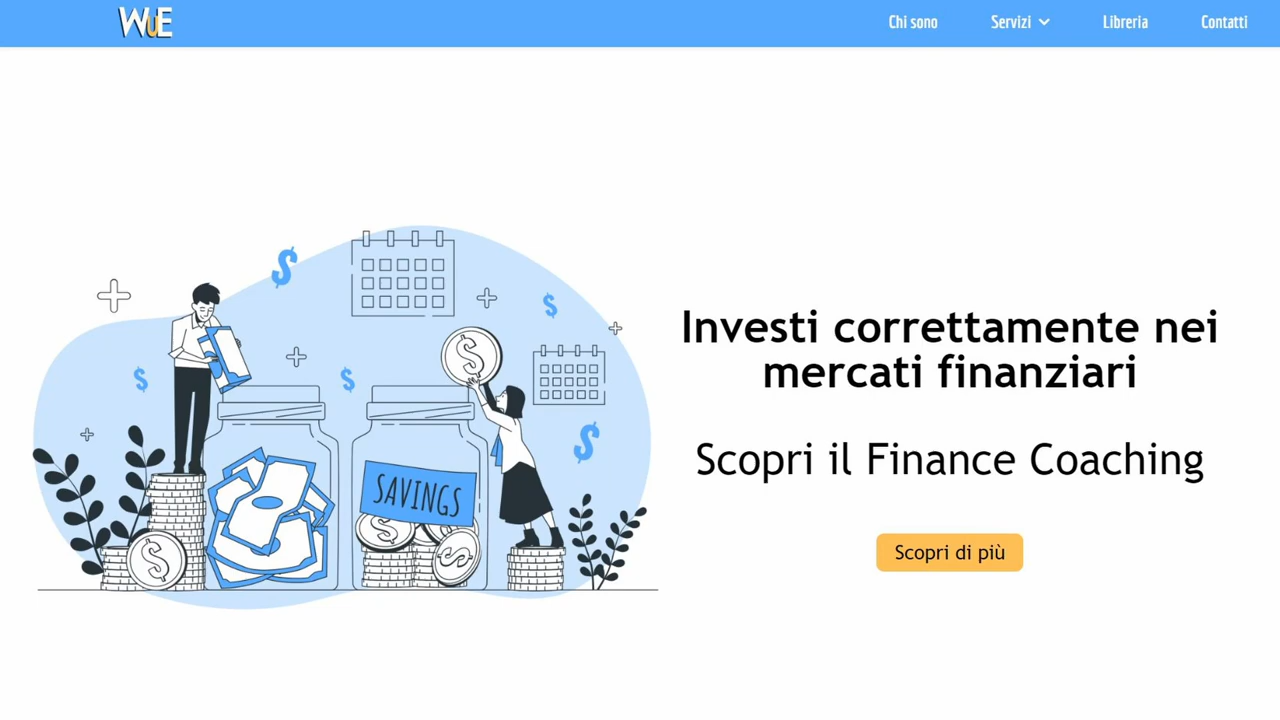 WUE
Chi sono
Servizi
Libreria
Contatti
Investi correttamente nei
mercati finanziari
Scopri il Finance Coaching
Scopri di più
SAVINGS